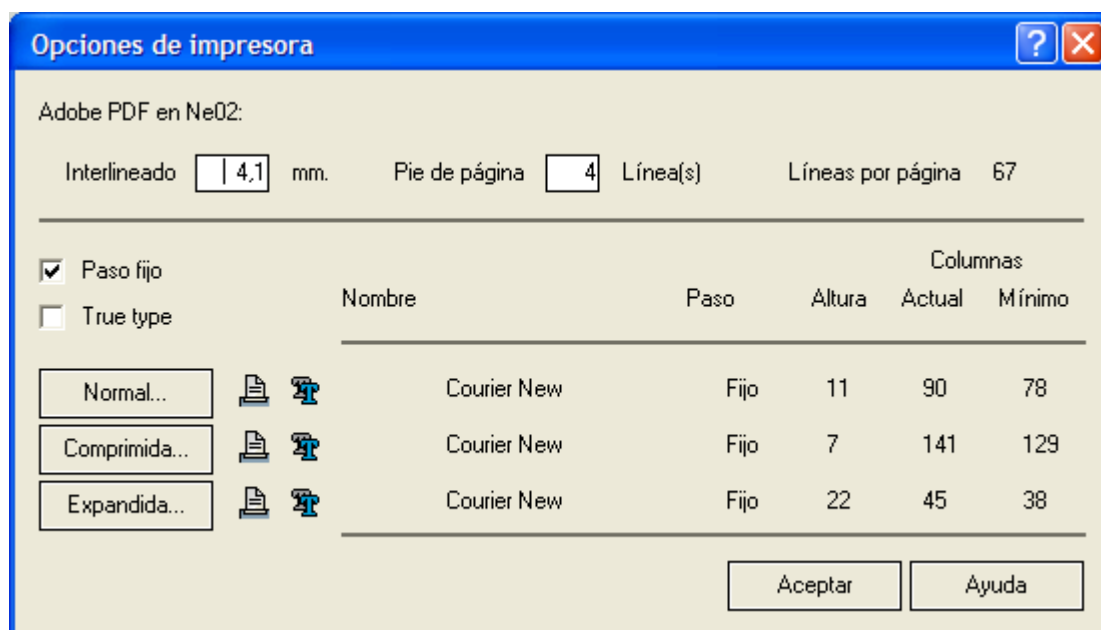 Opciones de impresora
Adobe PDF en Ne02:
Interlineado 4,1 mm. Pie de página 4 Línea(s) Líneas por página 67
Paso fijo
True type
Columnas
Nombre Paso Altura Actual Mínimo
Normal... Courier New Fijo 11 90 78
Comprimida... Courier New Fijo 7 141 129
Expandida... Courier New Fijo 22 45 38
Aceptar Ayuda